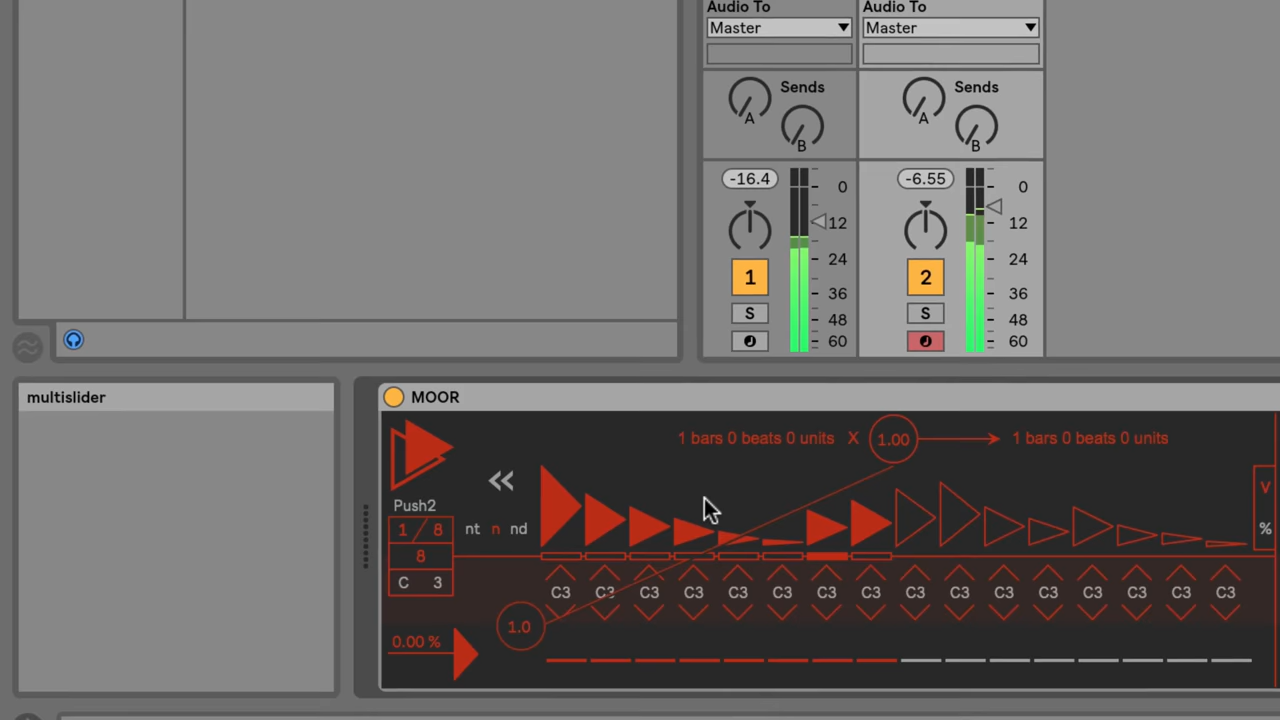 Audio To Audio To
Master Master
Sends Sends
A A
B B
-16.4 0 -6.55 0
12 12
24 24
1 2
36 36
S S
48 48
60 60
multislider
MOOR
1 bars 0 beats 0 units X 1.00 1 bars 0 beats 0 units
Push2
V
1 / 8 nt n nd %
8
C 3 C3 C3 C3 C3 C3 C3 C3 C3 C3 C3 C3 C3 C3 C3 C3 C3
1.0
0.00 %